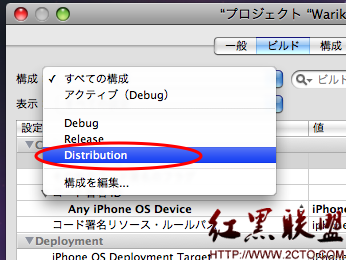 "プロジェクト "Warik
一般 ビルド 構成
構成 ✓ すべての構成
アクティブ（Debug）
ビルド
表示
Debug
Release
Distribution
構成を編集...
設定 値
Any iPhone OS Device iPh
コード署名リソース・ルールパス
Deployment
iPhone OS Deployment Target iPh
红黑联盟
HTTP://WWW.2CTO.COM